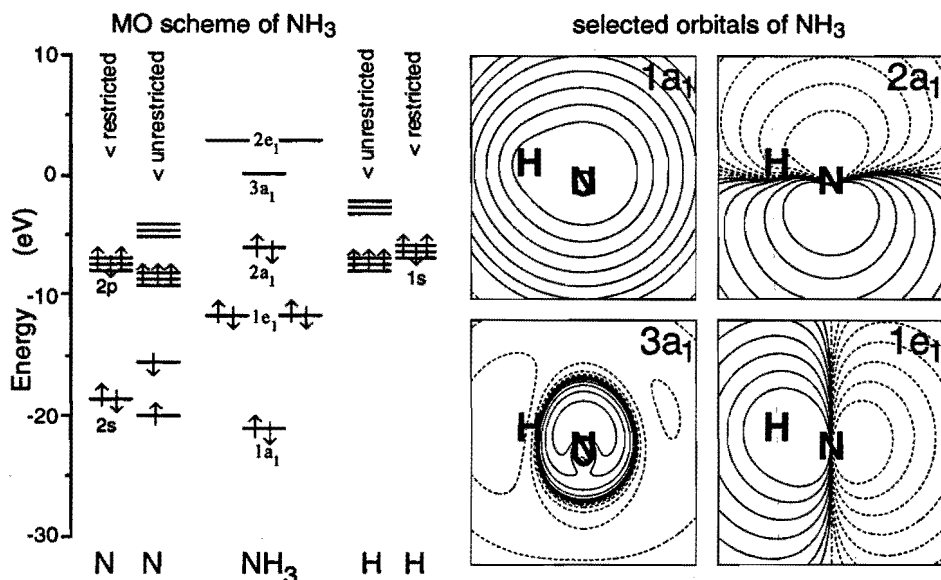 MO scheme of NH3
selected orbitals of NH3
Energy, (eV)
10
0
-10
-20
-30
< restricted
< unrestricted
< unrestricted
< restricted
2e1
3a1
2a1
1e1
1a1
2p
2s
1s
N N NH3 H H
1a1
H N
2a1
H N
3a1
H N
1e1
H N